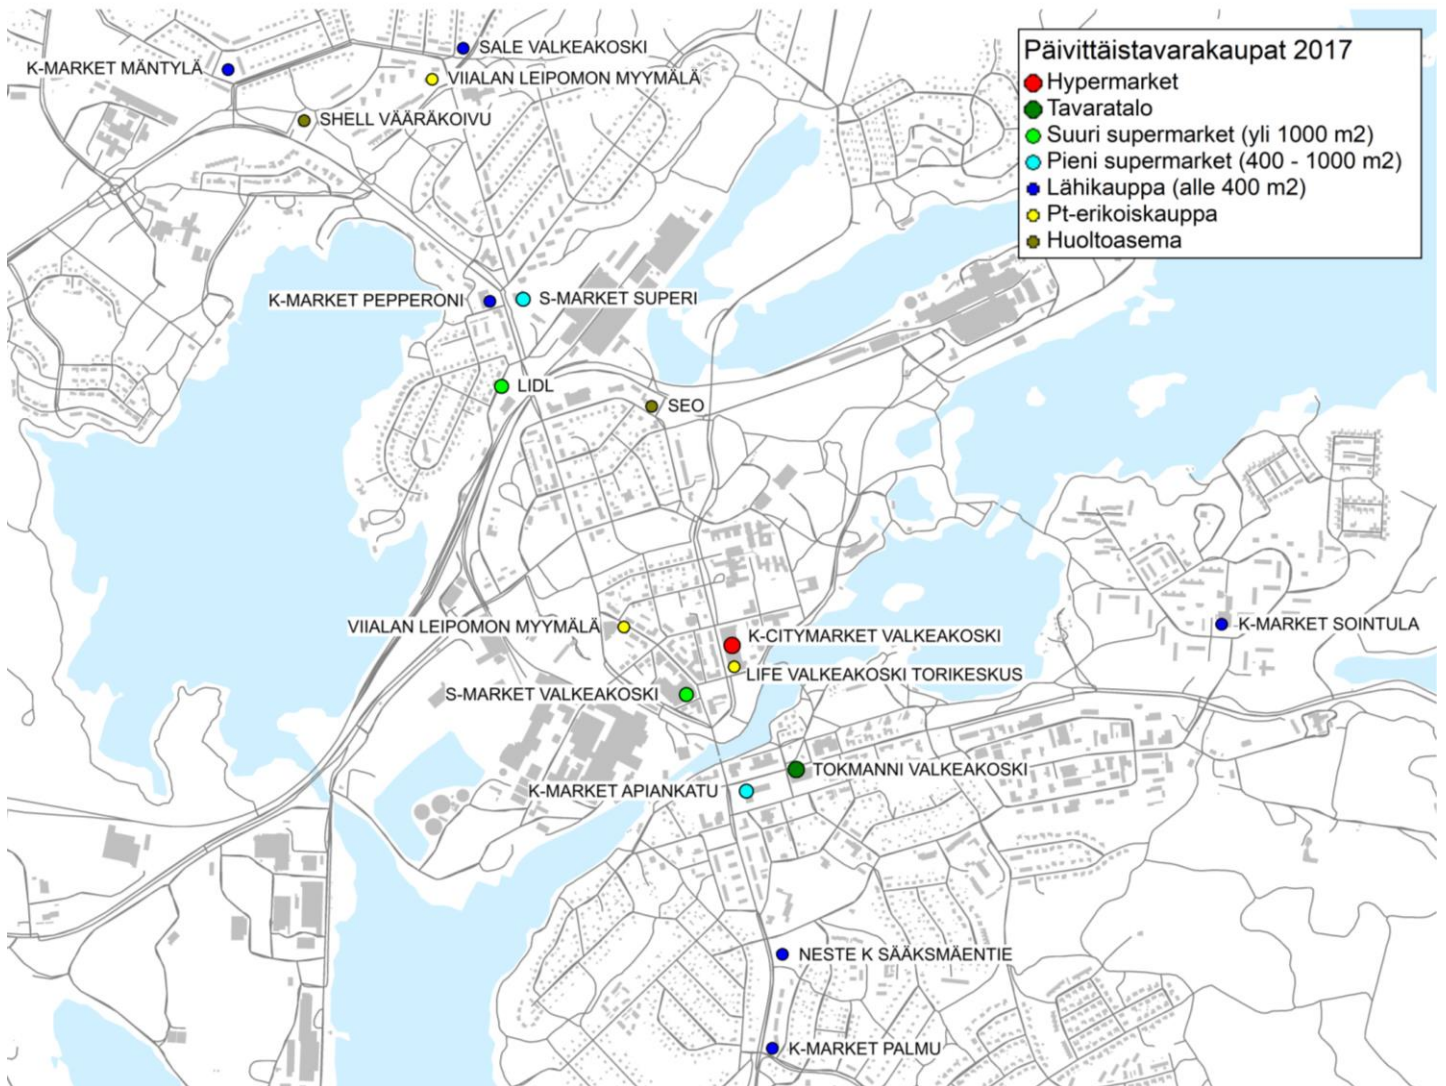 SALE VALKEAKOSKI
K-MARKET MÄNTYLÄ
VIIALAN LEIPOMON MYYMÄLÄ
SHELL VÄÄRÄKOIVU
Päivittäistavarakaupat 2017
Hypermarket
Tavaratalo
Suuri supermarket (yli 1000 m2)
Pieni supermarket (400 - 1000 m2)
Lähikauppa (alle 400 m2)
Pt-erikoiskauppa
Huoltoasema
K-MARKET PEPPERONI
S-MARKET SUPERI
LIDL
SEO
VIIALAN LEIPOMON MYYMÄLÄ
K-CITYMARKET VALKEAKOSKI
K-MARKET SOINTULA
LIFE VALKEAKOSKI TORIKESKUS
S-MARKET VALKEAKOSKI
TOKMANNI VALKEAKOSKI
K-MARKET APIANKATU
NESTE K SÄÄKSMÄENTIE
K-MARKET PALMU